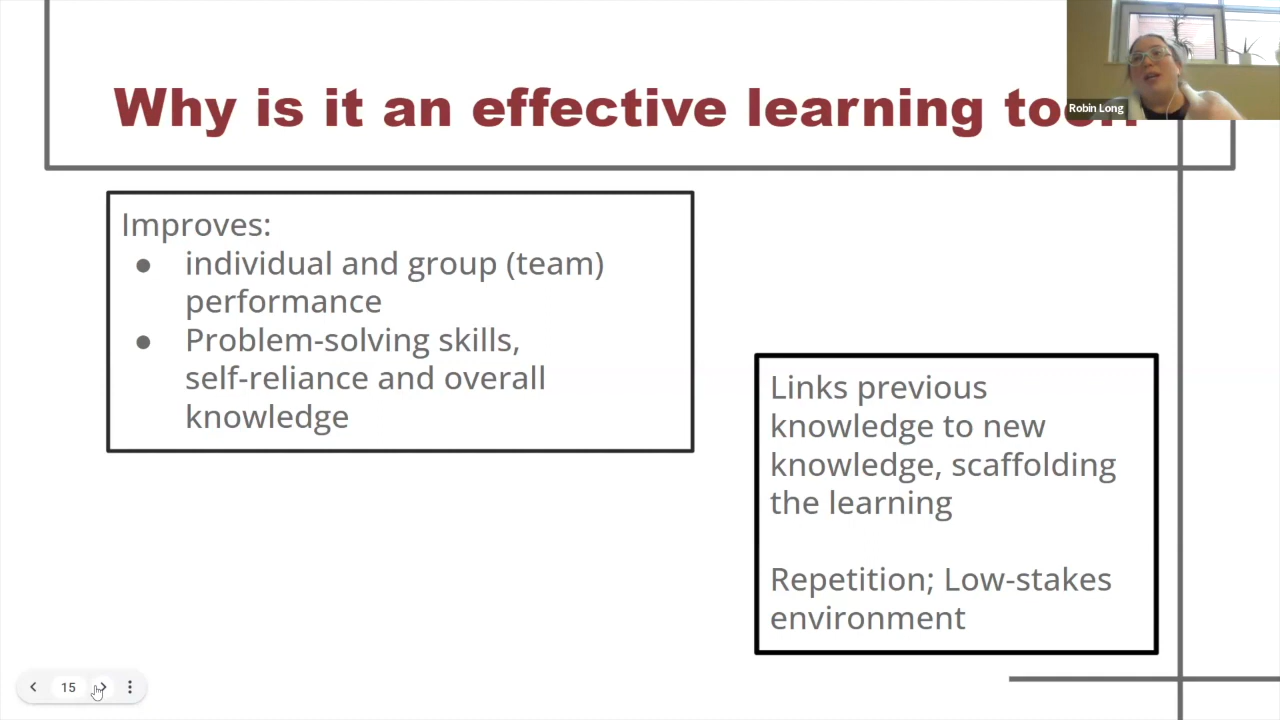 Why is it an effective learning tool?
Robin Long
Improves:
● individual and group (team)
performance
● Problem-solving skills,
self-reliance and overall
knowledge
Links previous
knowledge to new
knowledge, scaffolding
the learning
Repetition; Low-stakes
environment
15